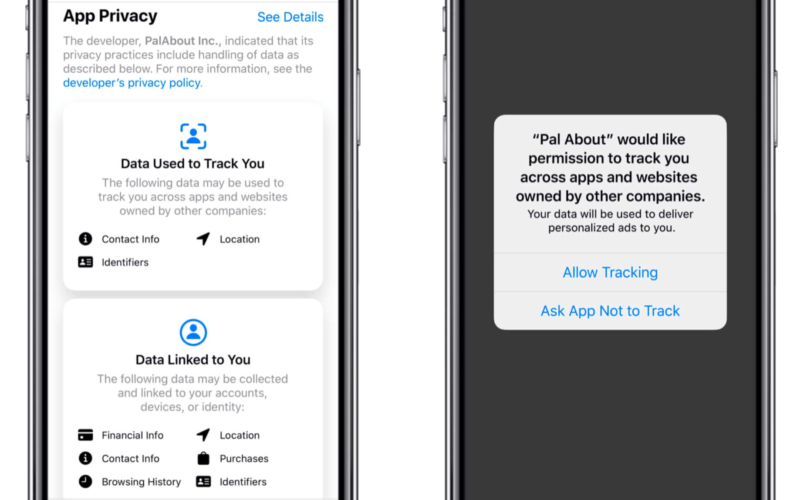 App Privacy
See Details
The developer, PalAbout Inc., indicated that its
privacy practices include handling of data as
described below. For more information, see the
developer's privacy policy.
Data Used to Track You
The following data may be used to
track you across apps and websites
owned by other companies:
Contact Info
Location
Identifiers
Data Linked to You
The following data may be collected
and linked to your accounts,
devices, or identity:
Financial Info
Location
Contact Info
Purchases
Browsing History
Identifiers
“Pal About” would like
permission to track you
across apps and websites
owned by other companies.
Your data will be used to deliver
personalized ads to you.
Allow Tracking
Ask App Not to Track